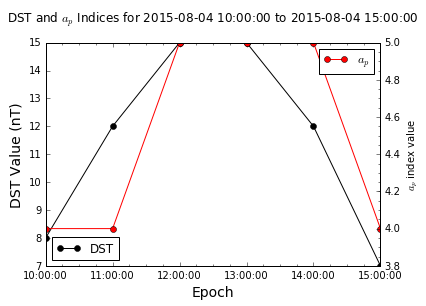 DST and a_p Indices for 2015-08-04 10:00:00 to 2015-08-04 15:00:00
15
14
13
12
11
10
9
8
7
DST Value (nT)
5.0
4.8
4.6
4.4
4.2
4.0
3.8
a_p index value
a_p
DST
10:00:00 11:00:00 12:00:00 13:00:00 14:00:00 15:00:00
Epoch